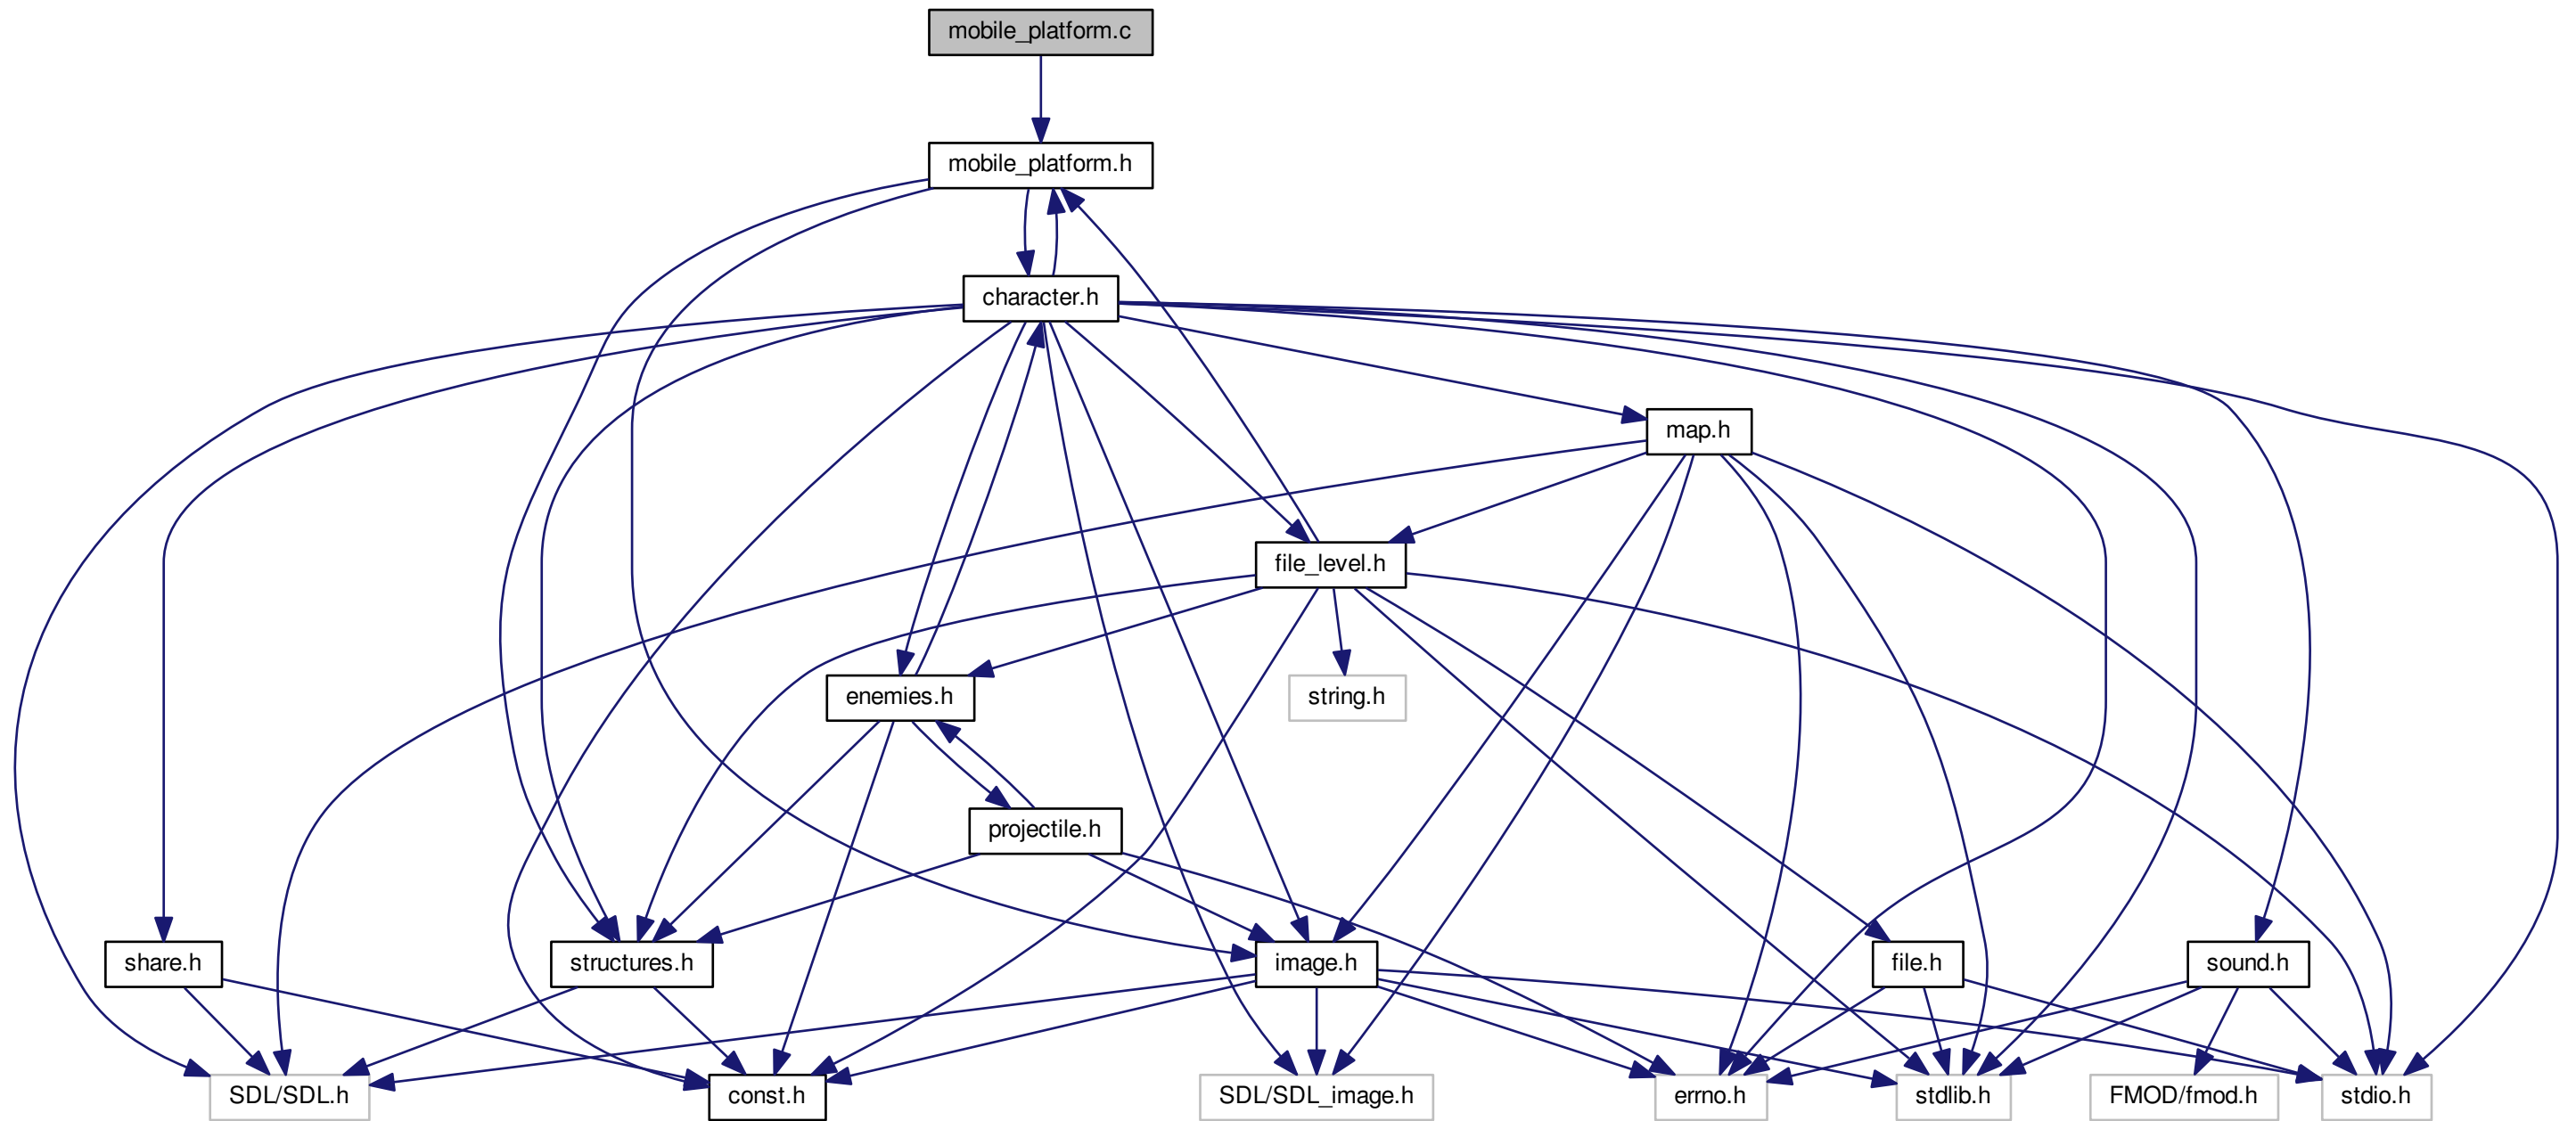 mobile_platform.c
mobile_platform.h
character.h
map.h
file_level.h
enemies.h
string.h
projectile.h
share.h
structures.h
image.h
file.h
sound.h
SDL/SDL.h
const.h
SDL/SDL_image.h
errno.h
stdlib.h
FMOD/fmod.h
stdio.h